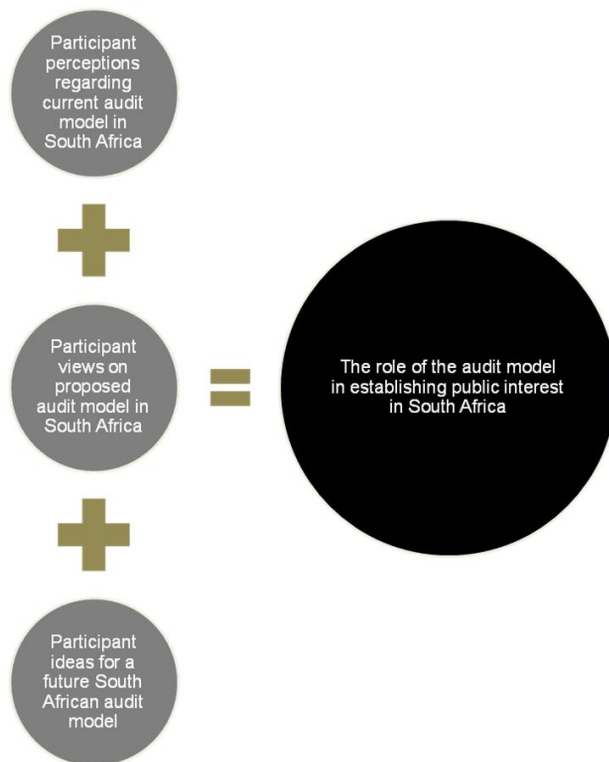 Participant
perceptions
regarding
current audit
model in
South Africa
Participant
views on
proposed
audit model in
South Africa
The role of the audit model
in establishing public interest
in South Africa
Participant
ideas for a
future South
African audit
model